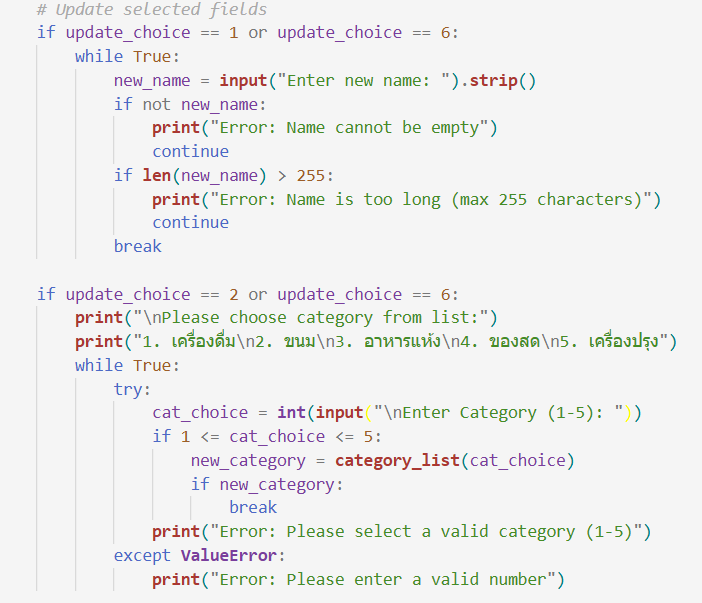 # Update selected fields
if update_choice == 1 or update_choice == 6:
    while True:
        new_name = input("Enter new name: ").strip()
        if not new_name:
            print("Error: Name cannot be empty")
            continue
        if len(new_name) > 255:
            print("Error: Name is too long (max 255 characters)")
            continue
        break

if update_choice == 2 or update_choice == 6:
    print("\nPlease choose category from list:")
    print("1. เครื่องดื่ม\n2. ขนม\n3. อาหารแห้ง\n4. ของสด\n5. เครื่องปรุง")
    while True:
        try:
            cat_choice = int(input("\nEnter Category (1-5): "))
            if 1 <= cat_choice <= 5:
                new_category = category_list(cat_choice)
                if new_category:
                    break
            print("Error: Please select a valid category (1-5)")
        except ValueError:
            print("Error: Please enter a valid number")